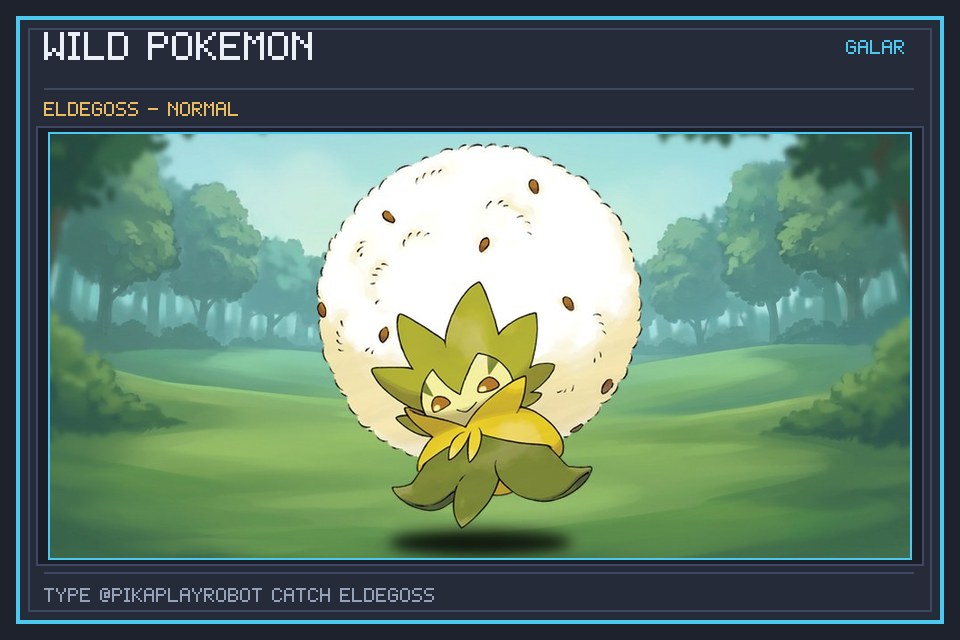 WILD POKEMON
GALAR
ELDEGOSS - NORMAL
TYPE @PIKAPLAYROBOT CATCH ELDEGOSS